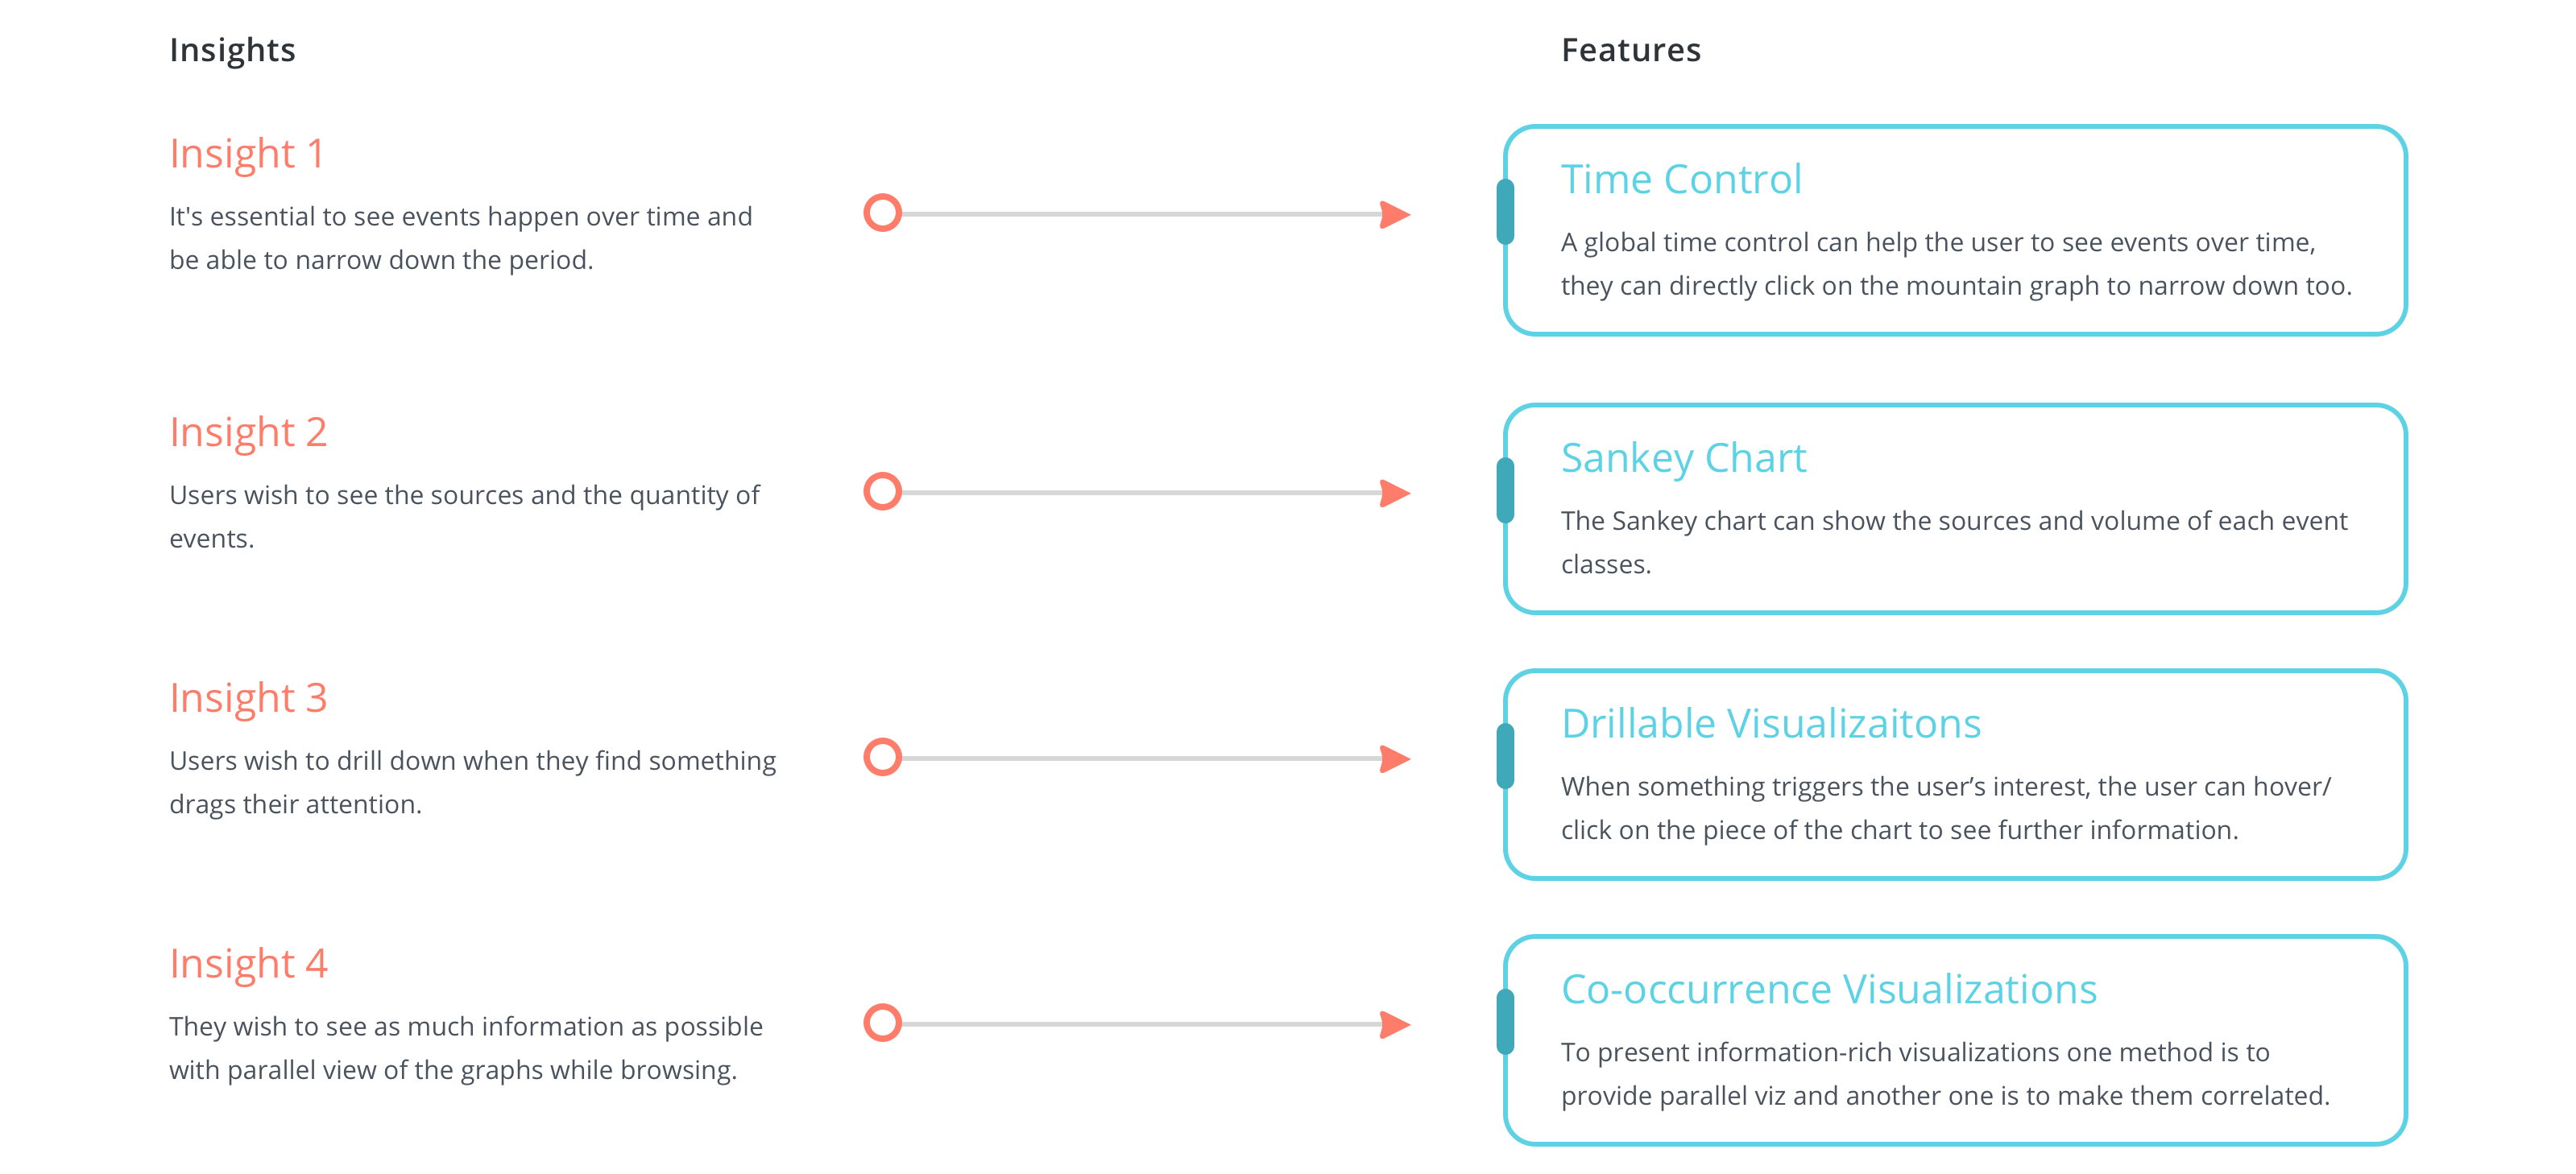 Insights
Features
Insight 1
It's essential to see events happen over time and
be able to narrow down the period.
Time Control
A global time control can help the user to see events over time,
they can directly click on the mountain graph to narrow down too.
Insight 2
Users wish to see the sources and the quantity of
events.
Sankey Chart
The Sankey chart can show the sources and volume of each event
classes.
Insight 3
Users wish to drill down when they find something
drags their attention.
Drillable Visualizaitons
When something triggers the user’s interest, the user can hover/
click on the piece of the chart to see further information.
Insight 4
They wish to see as much information as possible
with parallel view of the graphs while browsing.
Co-occurrence Visualizations
To present information-rich visualizations one method is to
provide parallel viz and another one is to make them correlated.